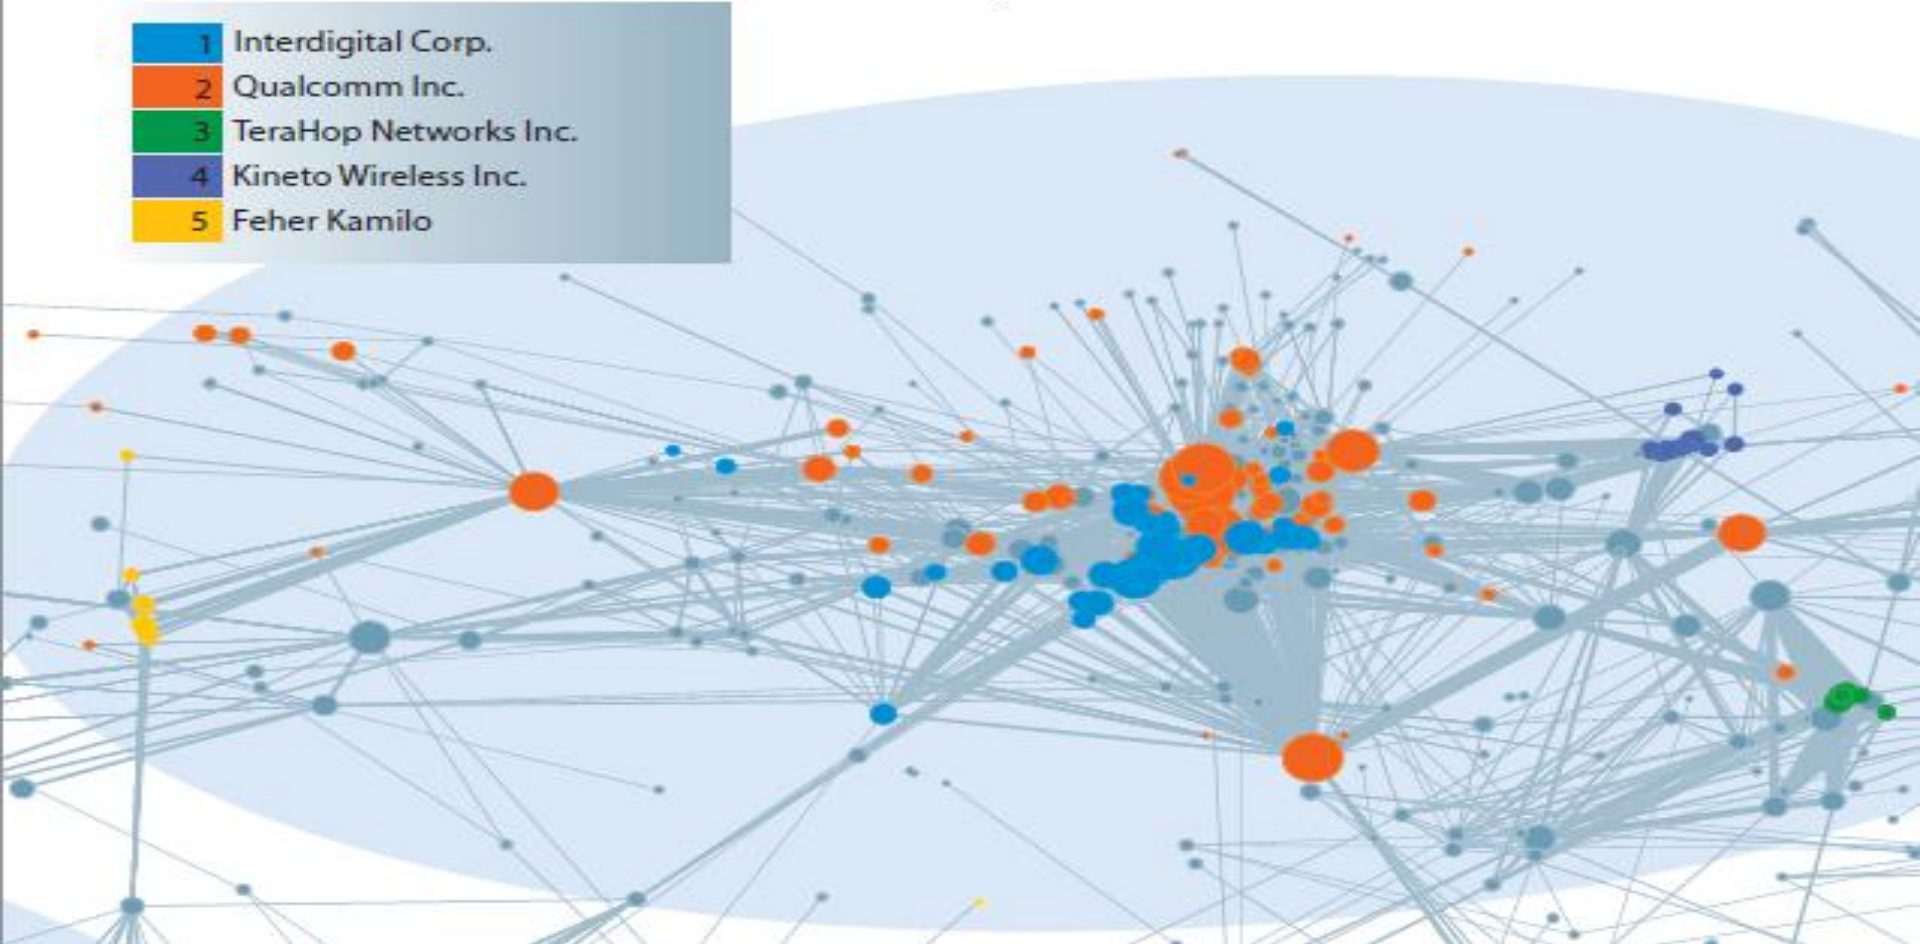 1 Interdigital Corp.
2 Qualcomm Inc.
3 TeraHop Networks Inc.
4 Kineto Wireless Inc.
5 Feher Kamilo